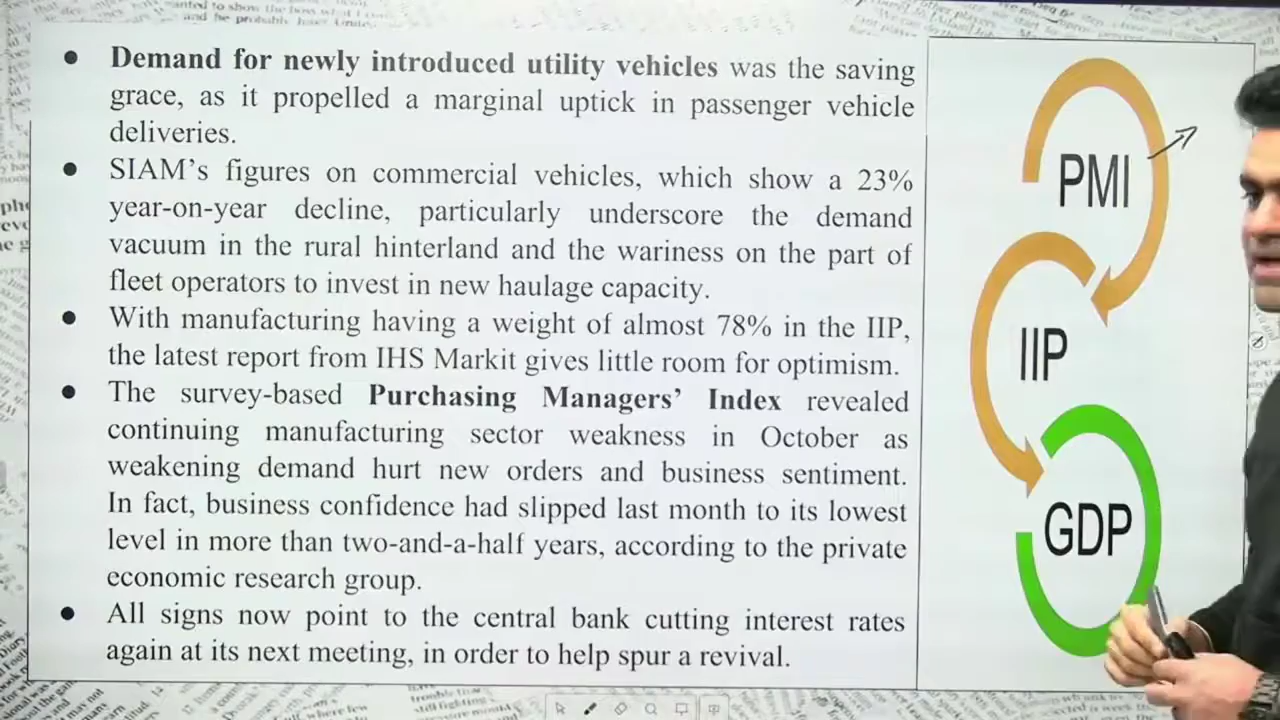 Demand for newly introduced utility vehicles was the saving
grace, as it propelled a marginal uptick in passenger vehicle
deliveries.
SIAM's figures on commercial vehicles, which show a 23%
year-on-year decline, particularly underscore the demand
vacuum in the rural hinterland and the wariness on the part of
fleet operators to invest in new haulage capacity.
With manufacturing having a weight of almost 78% in the IIP,
the latest report from IHS Markit gives little room for optimism.
The survey-based Purchasing Managers' Index revealed
continuing manufacturing sector weakness in October as
weakening demand hurt new orders and business sentiment.
In fact, business confidence had slipped last month to its lowest
level in more than two-and-a-half years, according to the private
economic research group.
All signs now point to the central bank cutting interest rates
again at its next meeting, in order to help spur a revival.
PMI
IIP
GDP